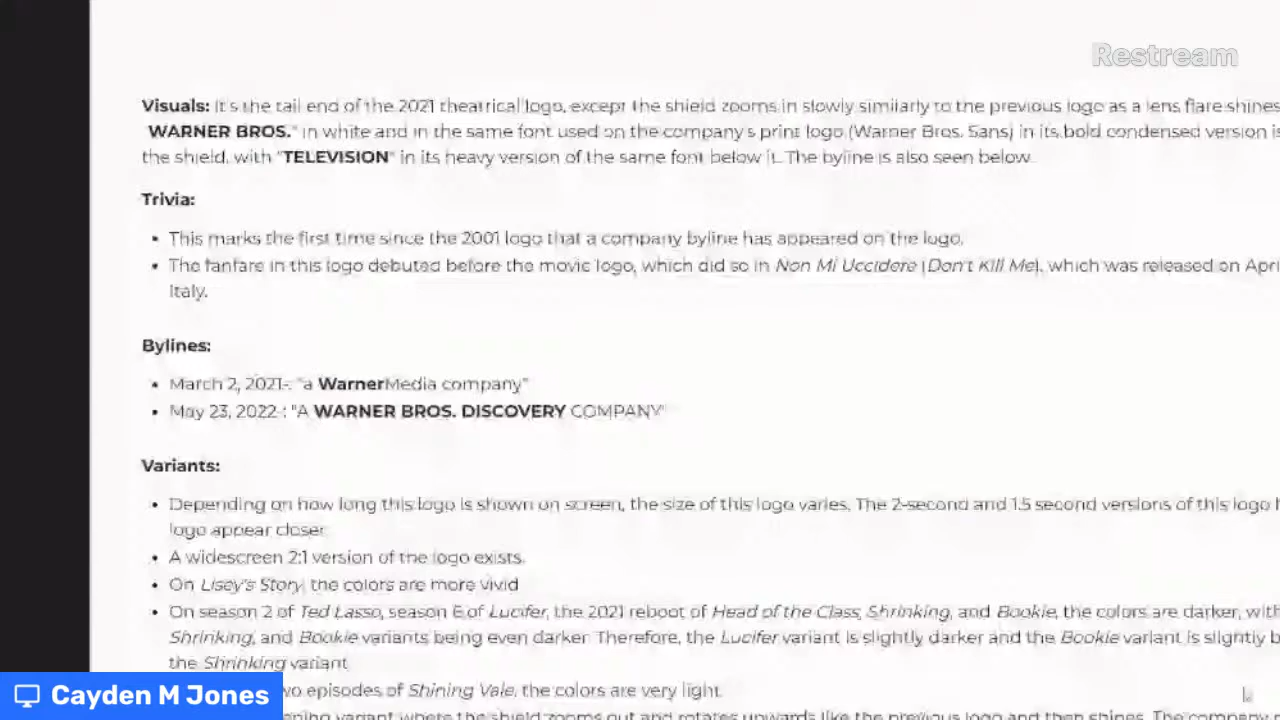 Restream
Visuals: It's the tail end of the 2021 theatrical logo, except the shield zooms in slowly similarly to the previous logo as a lens flare shines
"WARNER BROS." in white and in the same font used on the company's print logo (Warner Bros. Sans) in its bold condensed version
the shield, with "TELEVISION" in its heavy version of the same font below it. The byline is also seen below.
Trivia:
• This marks the first time since the 2001 logo that a company byline has appeared on the logo.
• The fanfare in this logo debuted before the movie logo, which did so in Non Mi Uccidere (Don't Kill Me), which was released on Apri
Italy.
Bylines:
• March 2, 2021-: "a WarnerMedia company"
• May 23, 2022-: "A WARNER BROS. DISCOVERY COMPANY"
Variants:
• Depending on how long this logo is shown on screen, the size of this logo varies. The 2-second and 1.5 second versions of this logo
logo appear closer.
• A widescreen 2:1 version of the logo exists.
• On Lisey's Story, the colors are more vivid
• On season 2 of Ted Lasso, season 6 of Lucifer, the 2021 reboot of Head of the Class, Shrinking, and Bookie, the colors are darker, with
Shrinking, and Bookie variants being even darker. Therefore, the Lucifer variant is slightly darker and the Bookie variant is slightly b
the Shrinking variant
wo episodes of Shining Vale, the colors are very light.
Cayden M Jones
variant where the shield zooms out and rotates upwards like the previous logo and then shines. The company